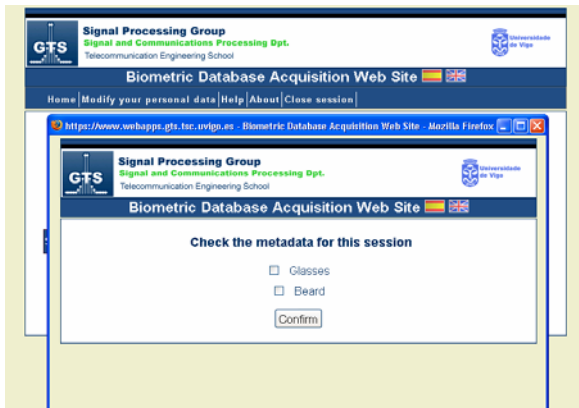 GTS
Signal Processing Group
Signal and Communications Processing Dpt.
Telecommunication Engineering School
Universidade
de Vigo
Biometric Database Acquisition Web Site
Home|Modify your personal data|Help|About|Close session|
https://www.webapps.gts.tsc.uvigo.es - Biometric Database Acquisition Web Site - Mozilla Firefox
GTS
Signal Processing Group
Signal and Communications Processing Dpt.
Telecommunication Engineering School
Universidade
de Vigo
Biometric Database Acquisition Web Site
Check the metadata for this session
Glasses
Beard
Confirm